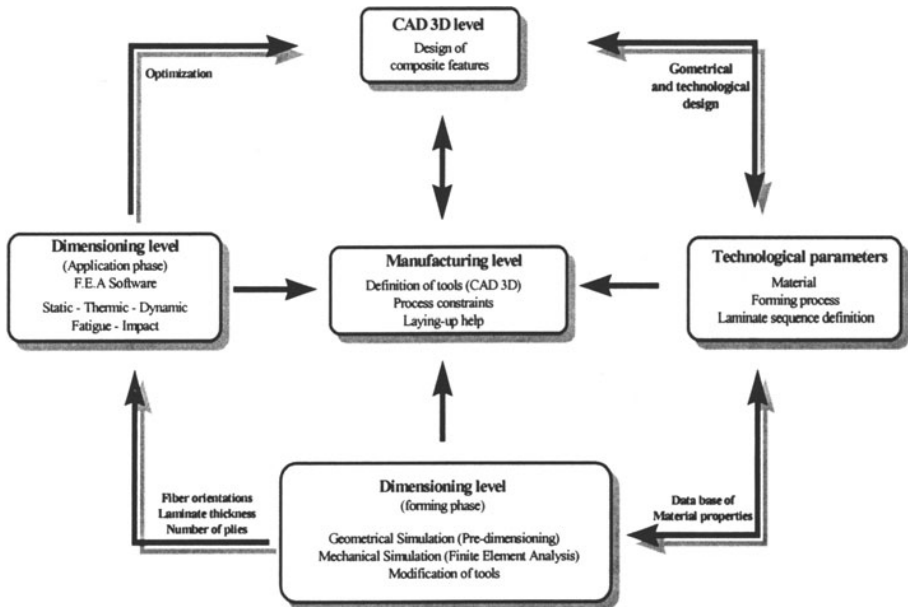 CAD 3D level
Design of
composite features
Optimization
Gometrical
and technological
design
Dimensioning level
(Application phase)
F.E.A Software
Static - Thermic - Dynamic
Fatigue - Impact
Manufacturing level
Definition of tools (CAD 3D)
Process constraints
Laying-up help
Technological parameters
Material
Forming process
Laminate sequence definition
Fiber orientations
Laminate thickness
Number of plies
Dimensioning level
(forming phase)
Geometrical Simulation (Pre-dimensioning)
Mechanical Simulation (Finite Element Analysis)
Modification of tools
Data base of
Material properties